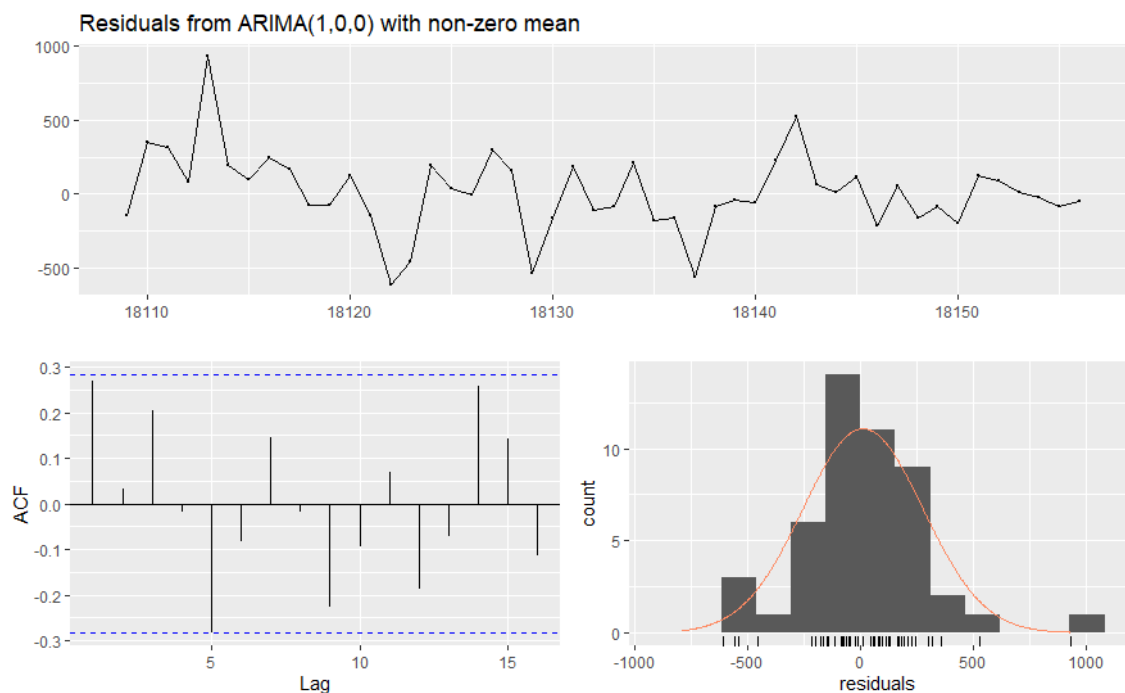 Residuals from ARIMA(1,0,0) with non-zero mean
1000
500
0
-500
18110 18120 18130 18140 18150
0.3
0.2
0.1
0.0
-0.1
-0.2
-0.3
ACF
5 10 15
Lag
10
5
0
count
-1000 -500 0 500 1000
residuals